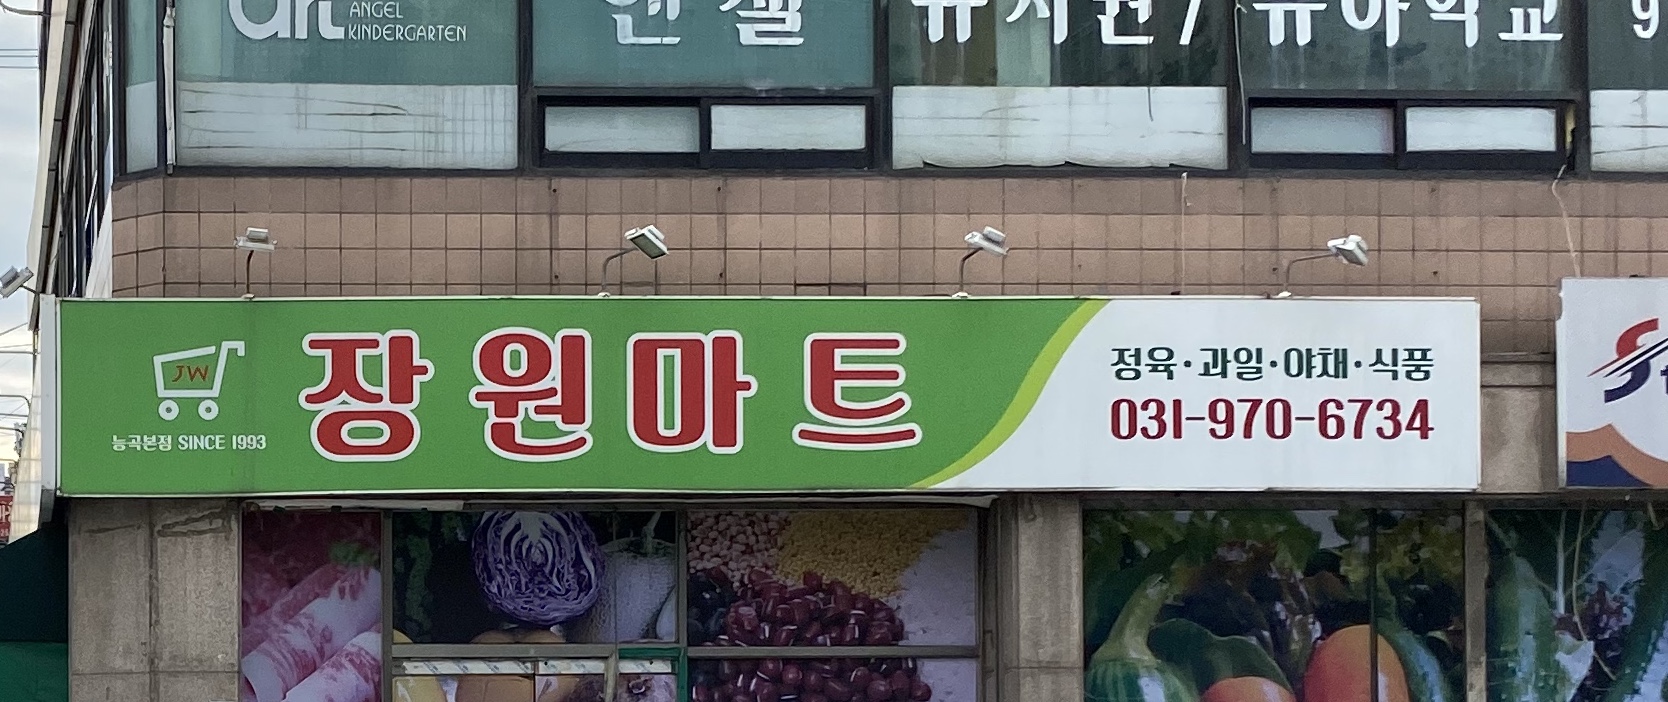 ANGEL
KINDERGARTEN
엔젤 유치원 / 유아학교
JW
장원마트
능곡본점 SINCE 1993
정육·과일·야채·식품
031-970-6734